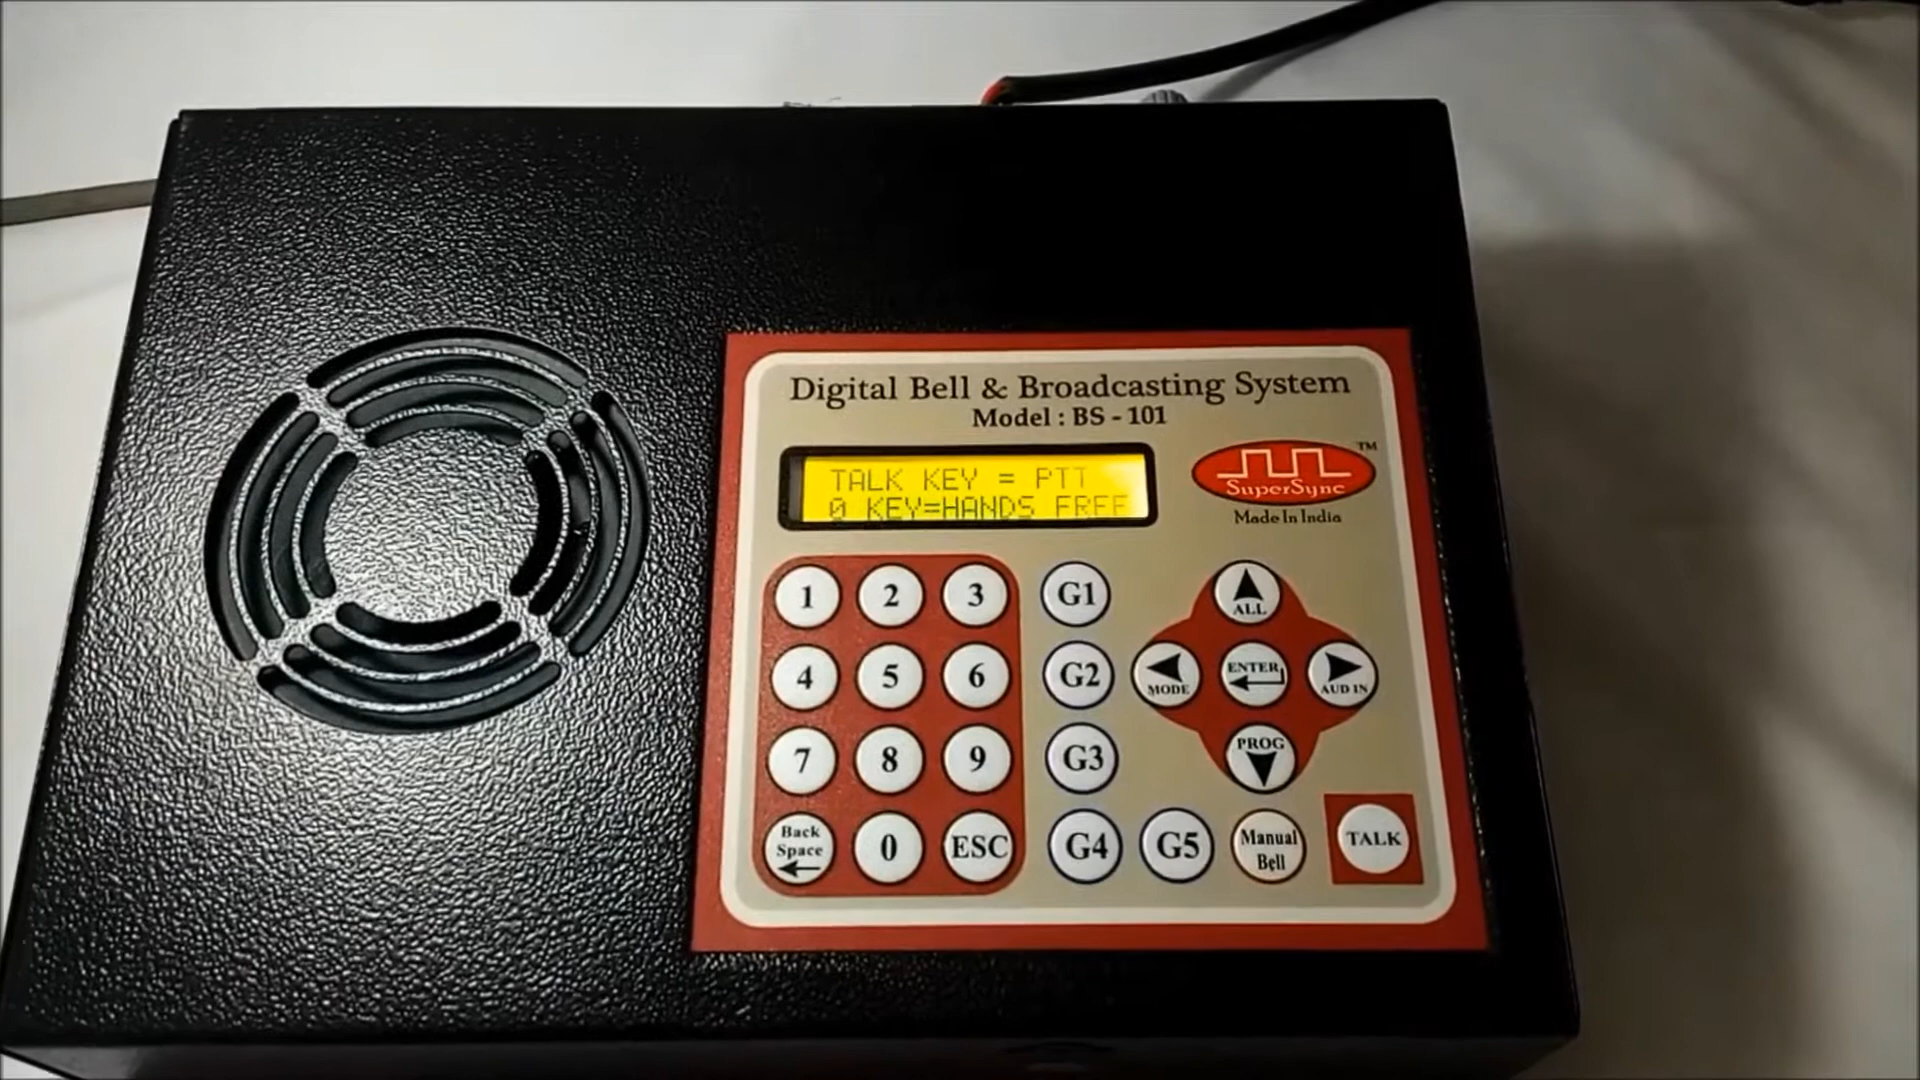 Digital Bell & Broadcasting System
Model : BS - 101
TALK KEY = PTT
0 KEY=HANDS FREE
TM
SuperSync
Made In India
1 2 3 G1 ALL
4 5 6 G2 MODE ENTER AUD IN
7 8 9 G3 PROG
Back Space 0 ESC G4 G5 Manual Bell TALK